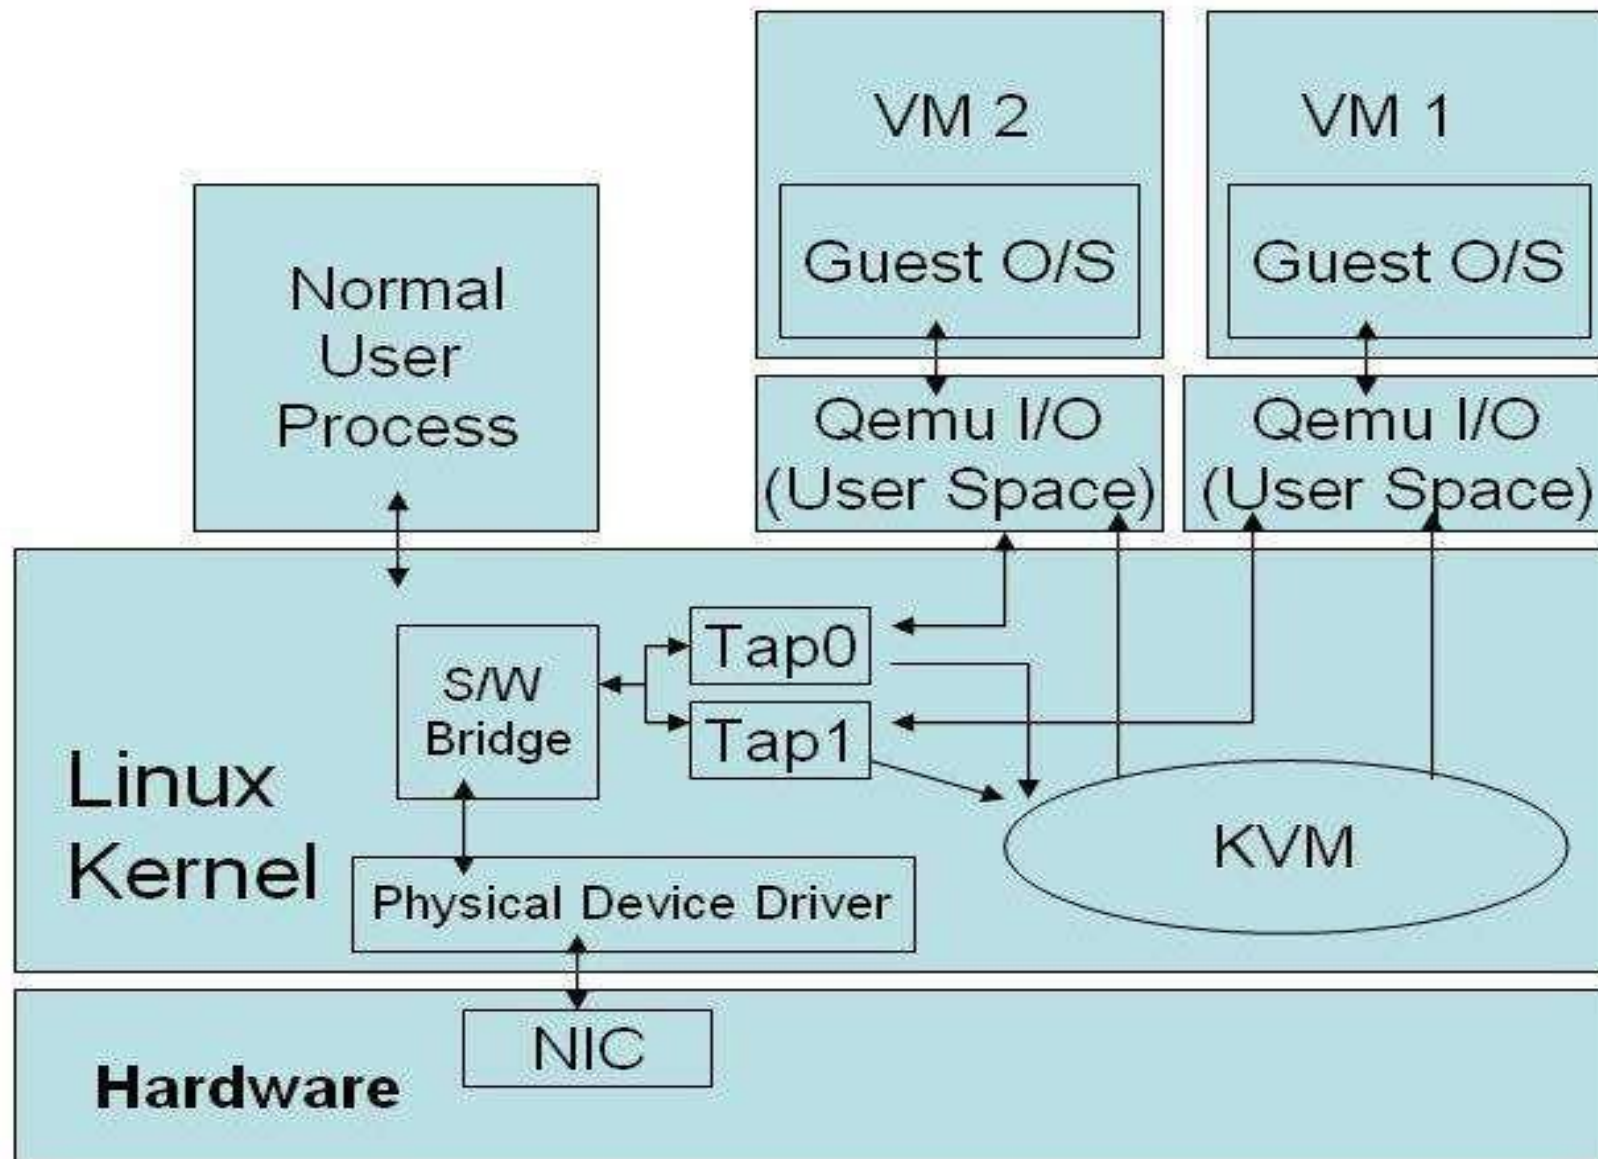 VM 2
VM 1
Guest O/S
Guest O/S
Normal
User
Process
Qemu I/O
(User Space)
Qemu I/O
(User Space)
Tap0
S/W
Bridge
Tap1
Linux
Kernel
KVM
Physical Device Driver
NIC
Hardware